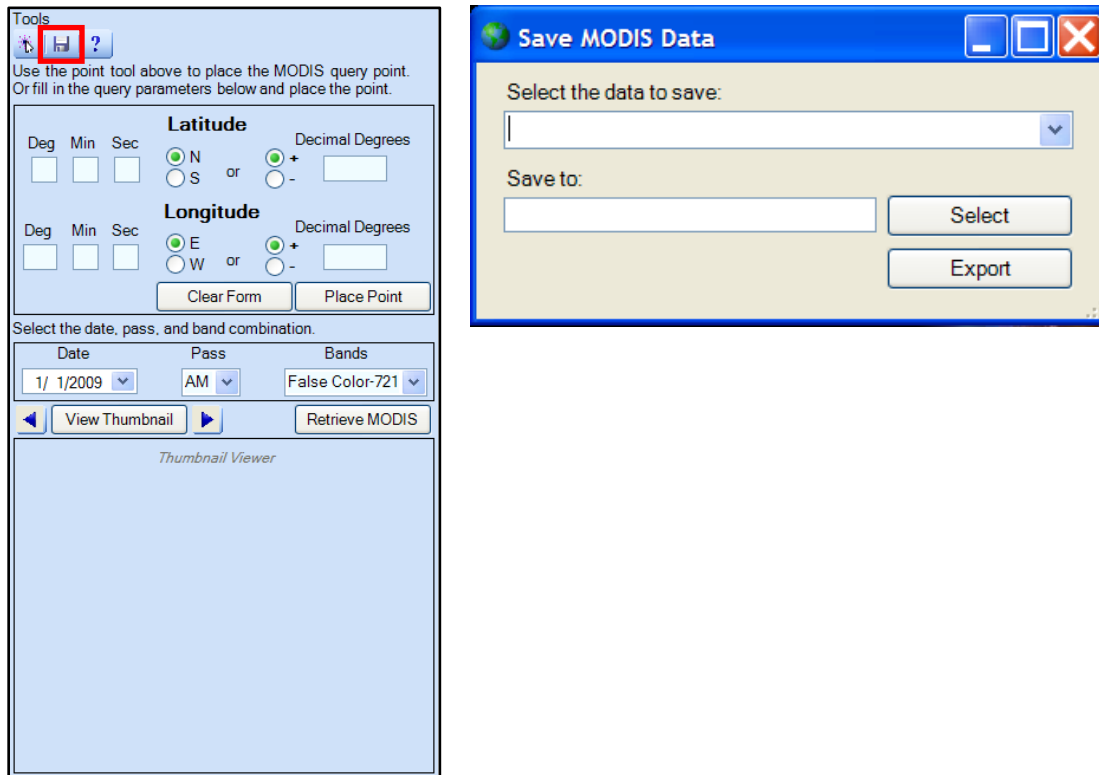 Tools
?
Use the point tool above to place the MODIS query point.
Or fill in the query parameters below and place the point.
Latitude
Deg Min Sec
Decimal Degrees
N
S
or
+
-
Longitude
Deg Min Sec
Decimal Degrees
E
W
or
+
-
Clear Form
Place Point
Select the date, pass, and band combination.
Date Pass Bands
1/ 1/2009 AM False Color-721
View Thumbnail
Retrieve MODIS
Thumbnail Viewer
Save MODIS Data
Select the data to save:
Save to:
Select
Export